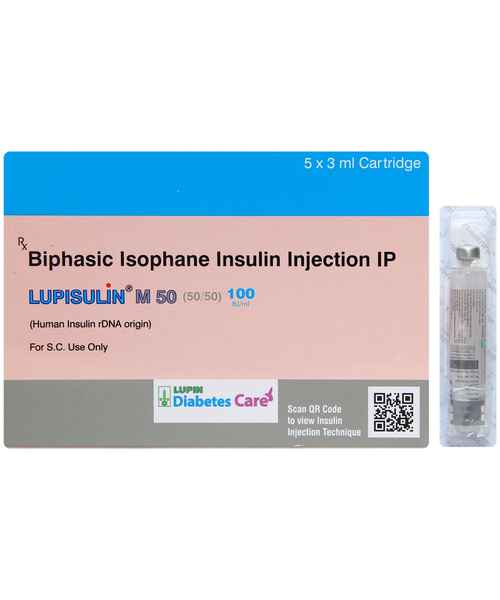 5 x 3 ml Cartridge
Rx
Biphasic Isophane Insulin Injection IP
LUPISULIN® M 50 (50/50) 100
IU/ml
(Human Insulin rDNA origin)
For S.C. Use Only
LUPIN
Diabetes Care
Scan QR Code
to view Insulin
Injection Technique